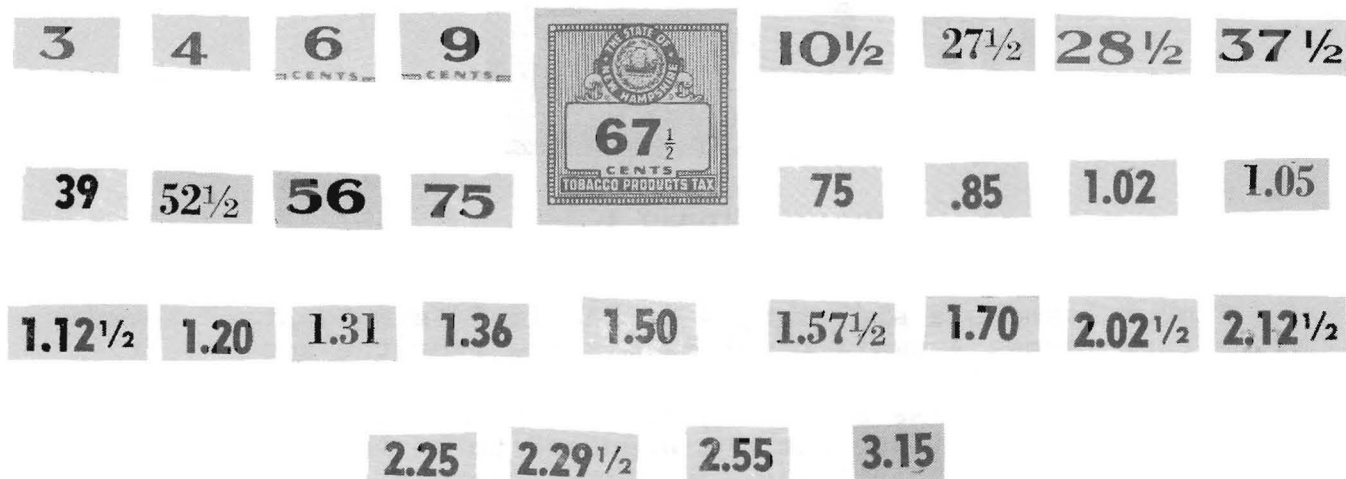 3 4 6 CENTS 9 CENTS
THE STATE OF
NEW HAMPSHIRE
67 1/2
CENTS
TOBACCO PRODUCTS TAX
10½ 27½ 28½ 37½
39 52½ 56 75 75 .85 1.02 1.05
1.12½ 1.20 1.31 1.36 1.50 1.57½ 1.70 2.02½ 2.12½
2.25 2.29½ 2.55 3.15